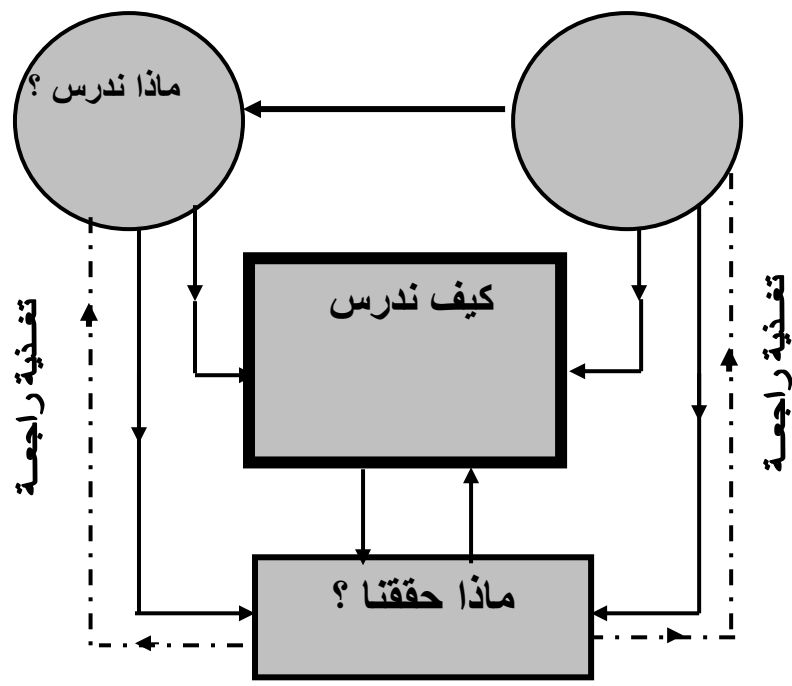 ماذا ندرس ؟
كيف ندرس
تغذية راجعة
تغذية راجعة
ماذا حققنا ؟